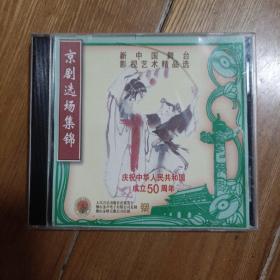 京剧选场集锦
新中国舞台
影视艺术精品选
庆祝中华人民共和国
成立50周年